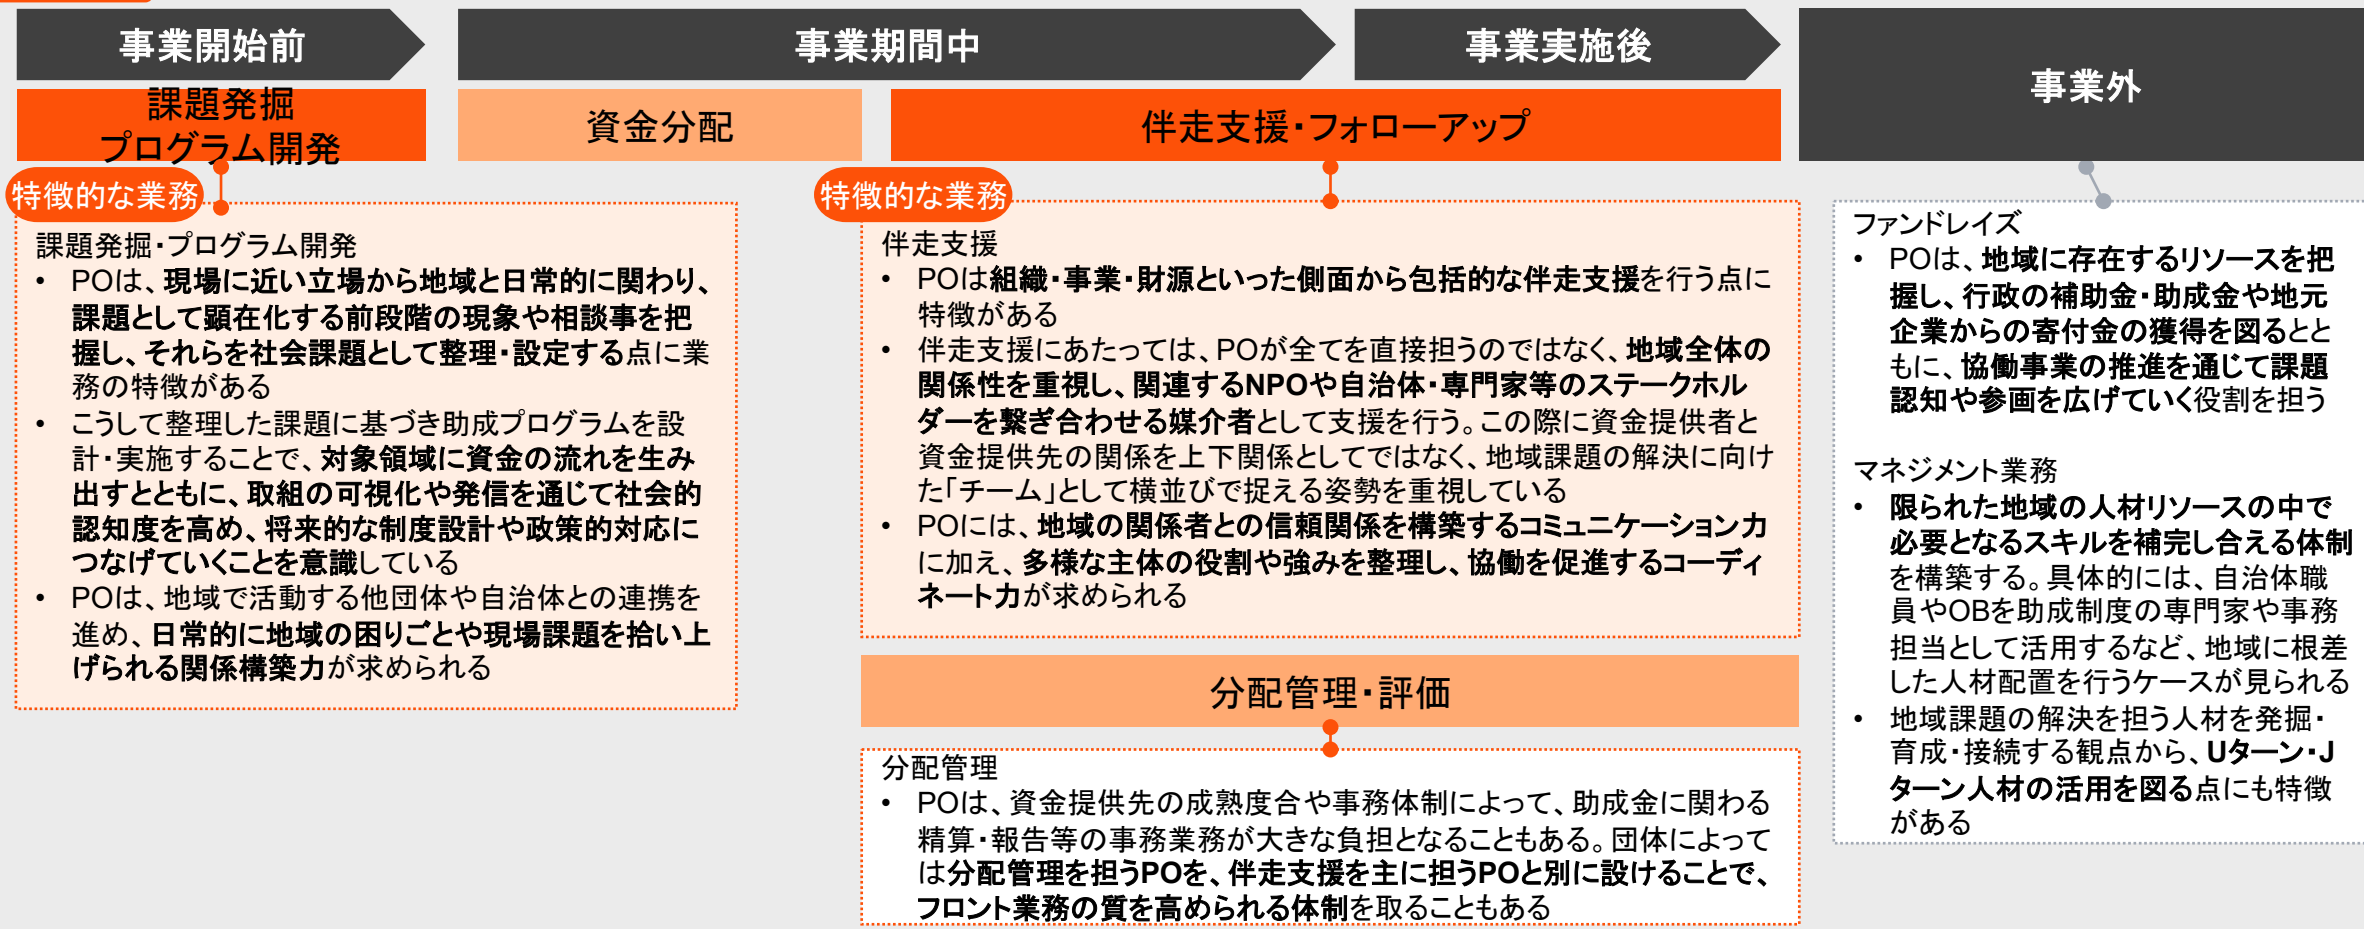 事業開始前
事業期間中
事業実施後
事業外
課題発掘
プログラム開発
資金分配
伴走支援・フォローアップ
特徴的な業務
課題発掘・プログラム開発
• POは、現場に近い立場から地域と日常的に関わり、
課題として顕在化する前段階の現象や相談事を把
握し、それらを社会課題として整理・設定する点に業
務の特徴がある
• こうして整理した課題に基づき助成プログラムを設
計・実施することで、対象領域に資金の流れを生み
出すとともに、取組の可視化や発信を通じて社会的
認知度を高め、将来的な制度設計や政策的対応に
つなげていくことを意識している
• POは、地域で活動する他団体や自治体との連携を
進め、日常的に地域の困りごとや現場課題を拾い上
げられる関係構築力が求められる
特徴的な業務
伴走支援
• POは組織・事業・財源といった側面から包括的な伴走支援を行う点に
特徴がある
• 伴走支援にあたっては、POが全てを直接担うのではなく、地域全体の
関係性を重視し、関連するNPOや自治体・専門家等のステークホル
ダーを繋ぎ合わせる媒介者として支援を行う。この際に資金提供者と
資金提供先の関係を上下関係としてではなく、地域課題の解決に向け
た「チーム」として横並びで捉える姿勢を重視している
• POには、地域の関係者との信頼関係を構築するコミュニケーション力
に加え、多様な主体の役割や強みを整理し、協働を促進するコーディ
ネート力が求められる
分配管理・評価
分配管理
• POは、資金提供先の成熟度合や事務体制によって、助成金に関わる
精算・報告等の事務業務が大きな負担となることもある。団体によって
は分配管理を担うPOを、伴走支援を主に担うPOと別に設けることで、
フロント業務の質を高められる体制を取ることもある
ファンドレイズ
• POは、地域に存在するリソースを把
握し、行政の補助金・助成金や地元
企業からの寄付金の獲得を図るとと
もに、協働事業の推進を通じて課題
認知や参画を広げていく役割を担う
マネジメント業務
• 限られた地域の人材リソースの中で
必要となるスキルを補完し合える体制
を構築する。具体的には、自治体職
員やOBを助成制度の専門家や事務
担当として活用するなど、地域に根差
した人材配置を行うケースが見られる
• 地域課題の解決を担う人材を発掘・
育成・接続する観点から、Uターン・J
ターン人材の活用を図る点にも特徴
がある